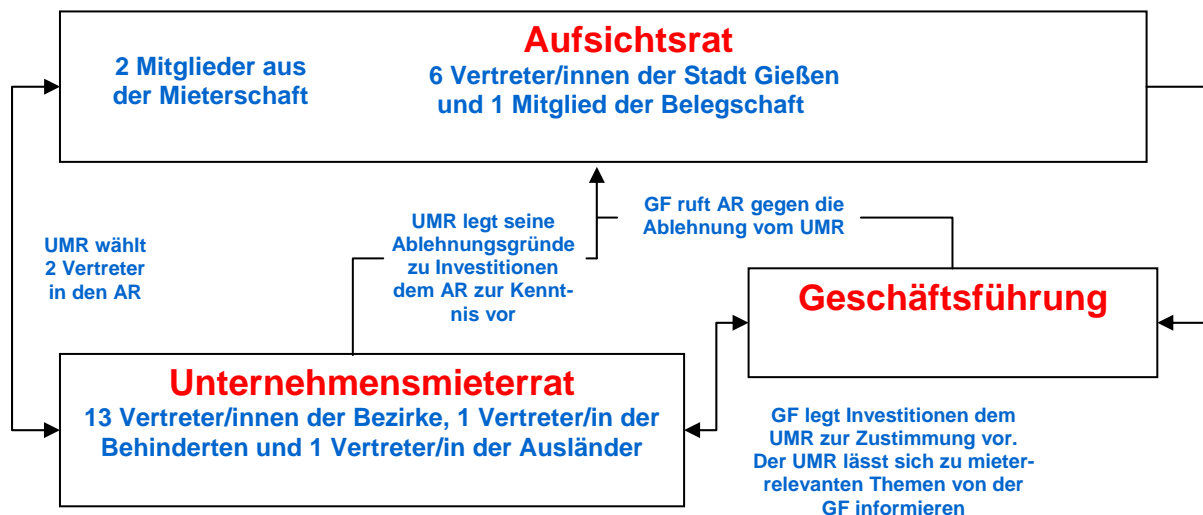 Aufsichtsrat
2 Mitglieder aus
der Mieterschaft
6 Vertreter/innen der Stadt Gießen
und 1 Mitglied der Belegschaft
UMR wählt
2 Vertreter
in den AR
UMR legt seine
Ablehnungsgründe
zu Investitionen
dem AR zur Kennt-
nis vor
GF ruft AR gegen die
Ablehnung vom UMR
Geschäftsführung
Unternehmensmieterrat
13 Vertreter/innen der Bezirke, 1 Vertreter/in der
Behinderten und 1 Vertreter/in der Ausländer
GF legt Investitionen dem
UMR zur Zustimmung vor.
Der UMR lässt sich zu mieter-
relevanten Themen von der
GF informieren